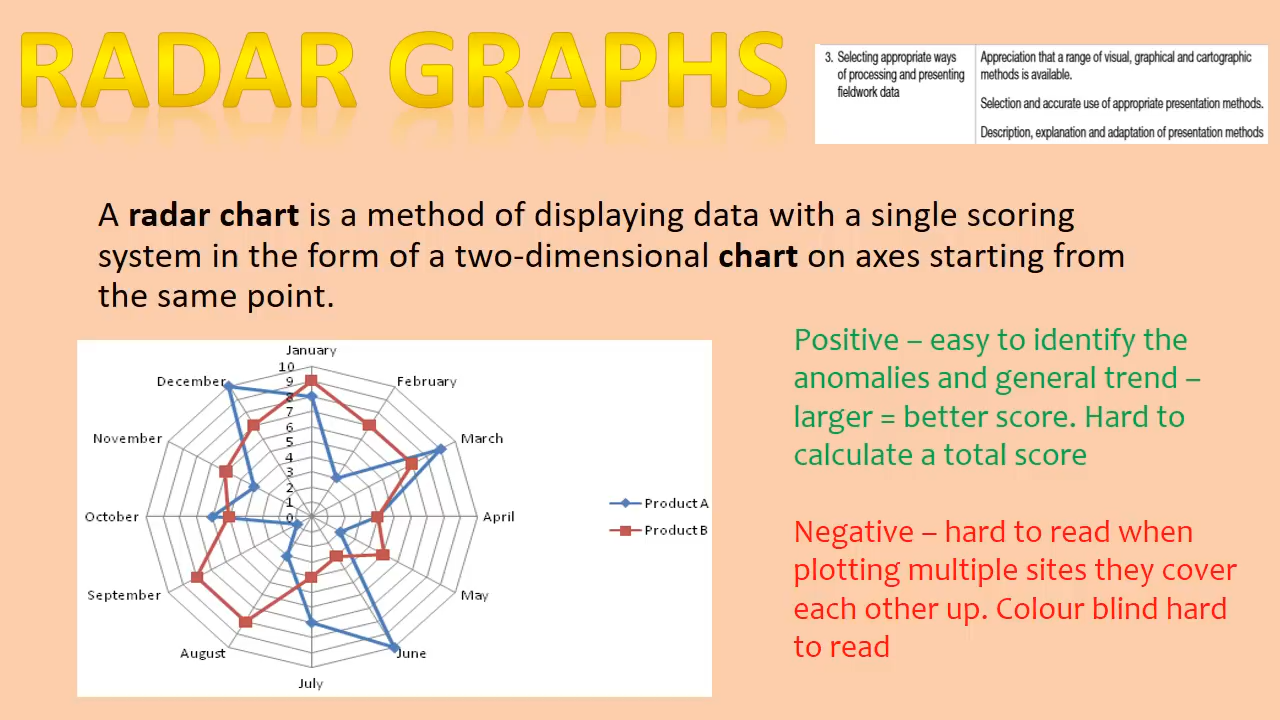 RADAR GRAPHS
3. Selecting appropriate ways
of processing and presenting
fieldwork data
Appreciation that a range of visual, graphical and cartographic
methods is available.
Selection and accurate use of appropriate presentation methods.
Description, explanation and adaptation of presentation methods
A radar chart is a method of displaying data with a single scoring
system in the form of a two-dimensional chart on axes starting from
the same point.
January
February
March
April
May
June
July
August
September
October
November
December
10
9
8
7
6
5
4
3
2
1
0
Product A
Product B
Positive – easy to identify the
anomalies and general trend –
larger = better score. Hard to
calculate a total score
Negative – hard to read when
plotting multiple sites they cover
each other up. Colour blind hard
to read